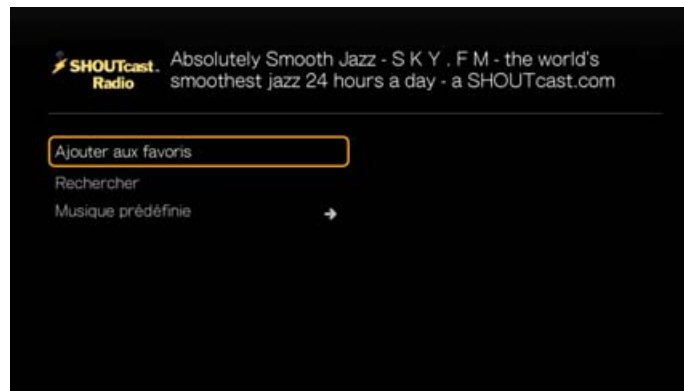 SHOUTcast
Radio
Absolutely Smooth Jazz - S K Y . F M - the world's
smoothest jazz 24 hours a day - a SHOUTcast.com
Ajouter aux favoris
Rechercher
Musique prédéfinie